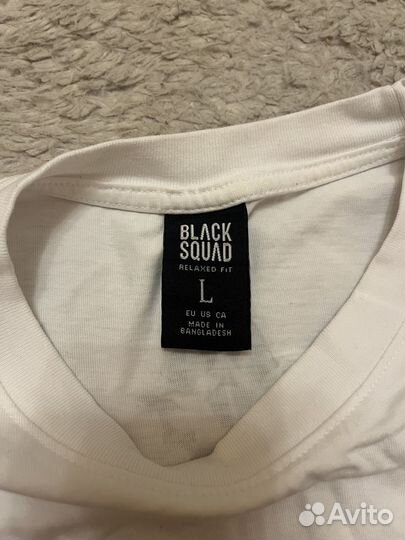 BLACK
SQUAD
RELAXED FIT
L
EU US CA
MADE IN
BANGLADESH
Avito